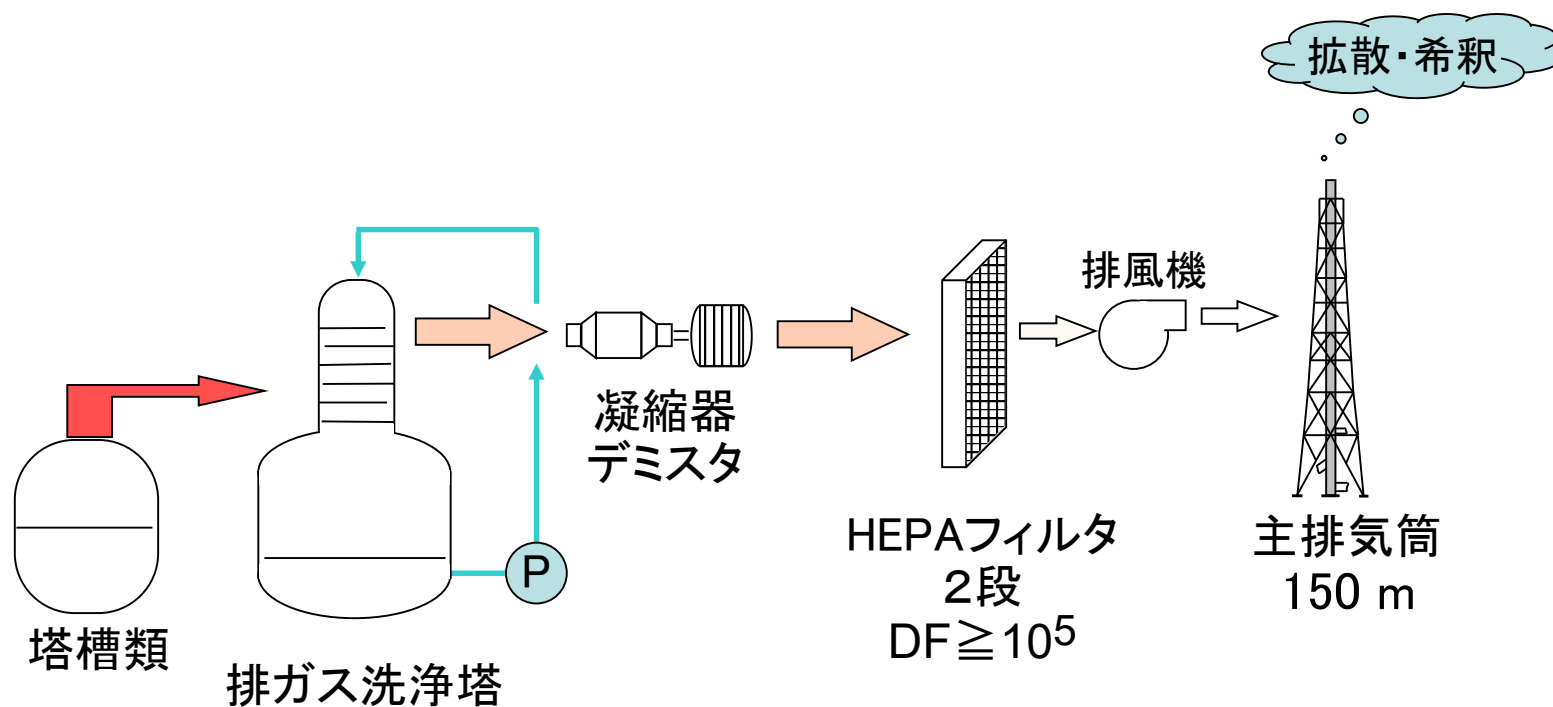 拡散・希釈
排風機
凝縮器
デミスタ
P
HEPAフィルタ
２段
DF≧10⁵
主排気筒
150 m
塔槽類
排ガス洗浄塔